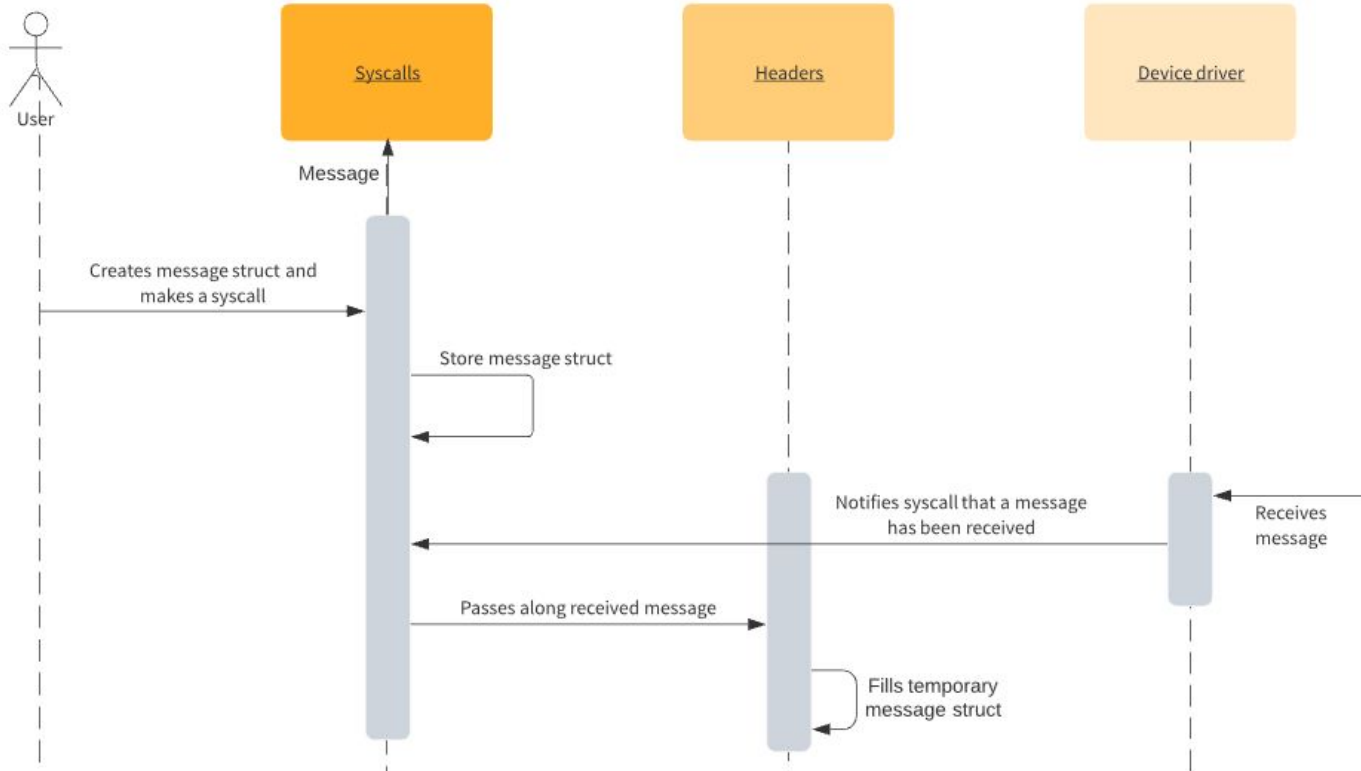 Syscalls
Headers
Device driver
User
Message
Creates message struct and
makes a syscall
Store message struct
Notifies syscall that a message
has been received
Receives
message
Passes along received message
Fills temporary
message struct